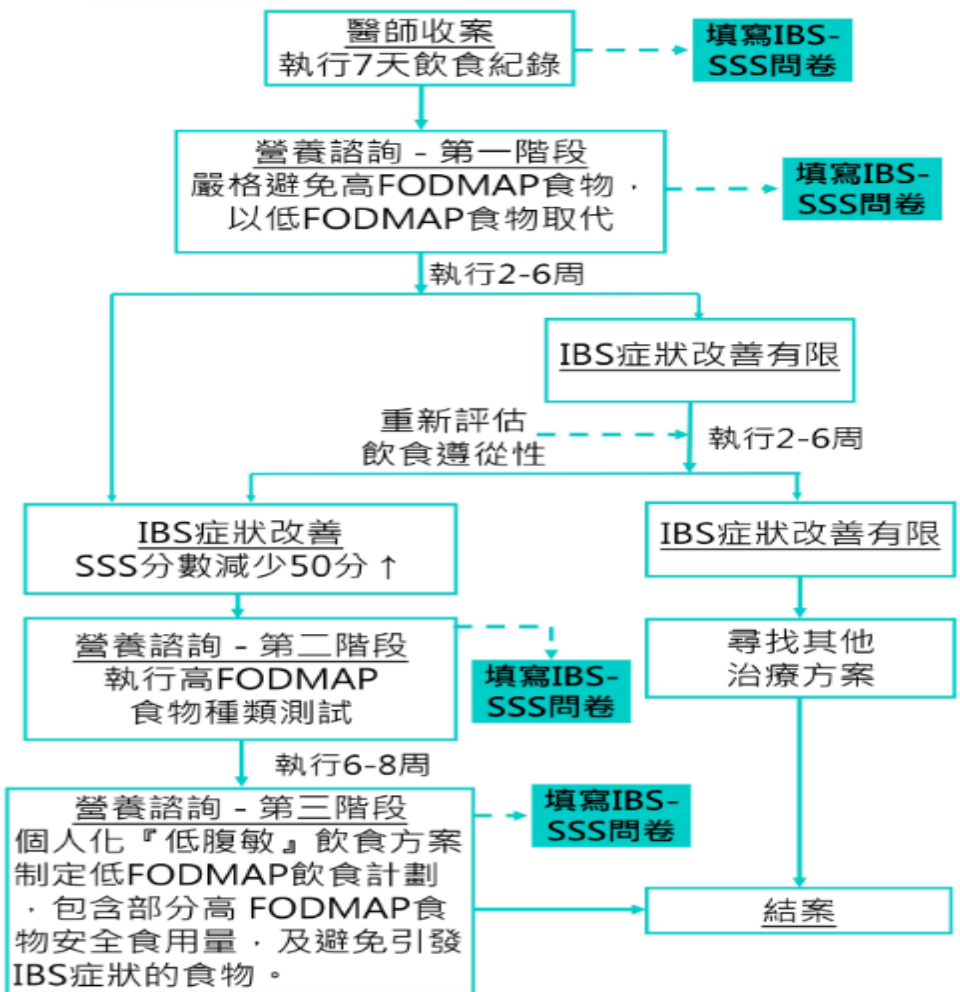 醫師收案
執行7天飲食紀錄
填寫IBS-
SSS問卷
營養諮詢 - 第一階段
嚴格避免高FODMAP食物，
以低FODMAP食物取代
填寫IBS-
SSS問卷
執行2-6周
IBS症狀改善有限
重新評估
飲食遵從性
執行2-6周
IBS症狀改善
SSS分數減少50分↑
IBS症狀改善有限
營養諮詢 - 第二階段
執行高FODMAP
食物種類測試
填寫IBS-
SSS問卷
尋找其他
治療方案
執行6-8周
營養諮詢 - 第三階段
個人化『低腹敏』飲食方案
制定低FODMAP飲食計劃
，包含部分高 FODMAP食
物安全食用量，及避免引發
IBS症狀的食物。
填寫IBS-
SSS問卷
結案